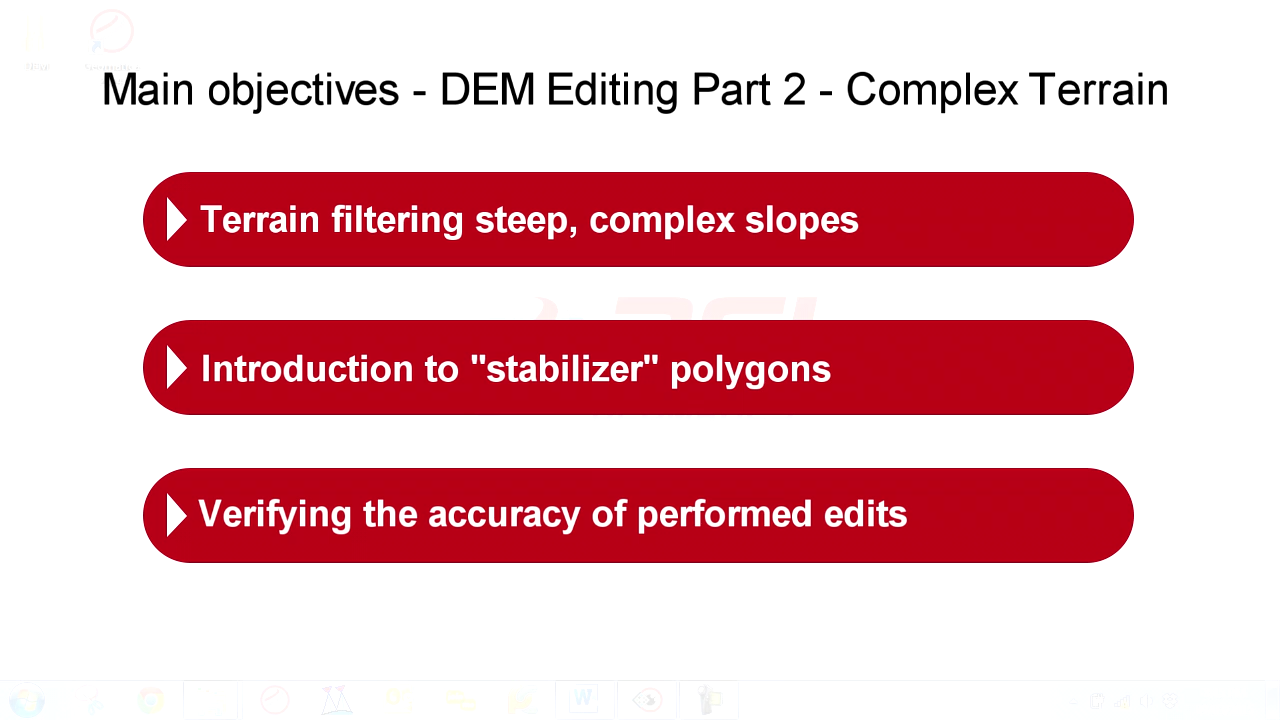 Main objectives - DEM Editing Part 2 - Complex Terrain
Terrain filtering steep, complex slopes
Introduction to "stabilizer" polygons
Verifying the accuracy of performed edits